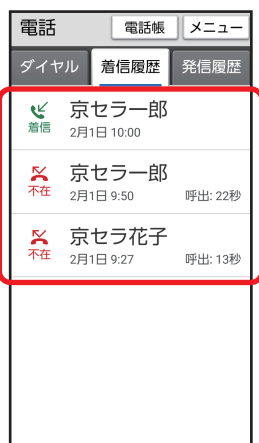 電話 電話帳 メニュー
ダイヤル 着信履歴 発信履歴
京セラ一郎
着信 2月1日 10:00
京セラ一郎
不在 2月1日 9:50 呼出: 22秒
京セラ花子
不在 2月1日 9:27 呼出: 13秒